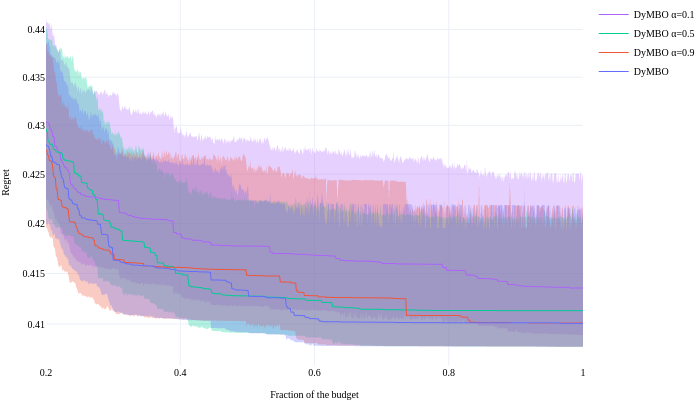 DyMBO α=0.1
DyMBO α=0.5
DyMBO α=0.9
DyMBO
0.44
0.435
0.43
0.425
0.42
0.415
0.41
Regret
0.2 0.4 0.6 0.8 1
Fraction of the budget